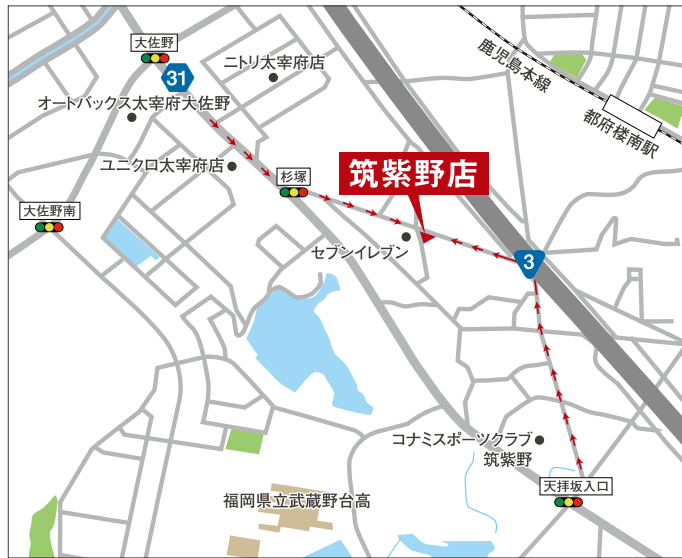 大佐野
31
ニトリ太宰府店
鹿児島本線
都府楼南駅
オートバックス太宰府大佐野
ユニクロ太宰府店
杉塚
筑紫野店
大佐野南
セブンイレブン
3
コナミスポーツクラブ
筑紫野
天拝坂入口
福岡県立武蔵野台高